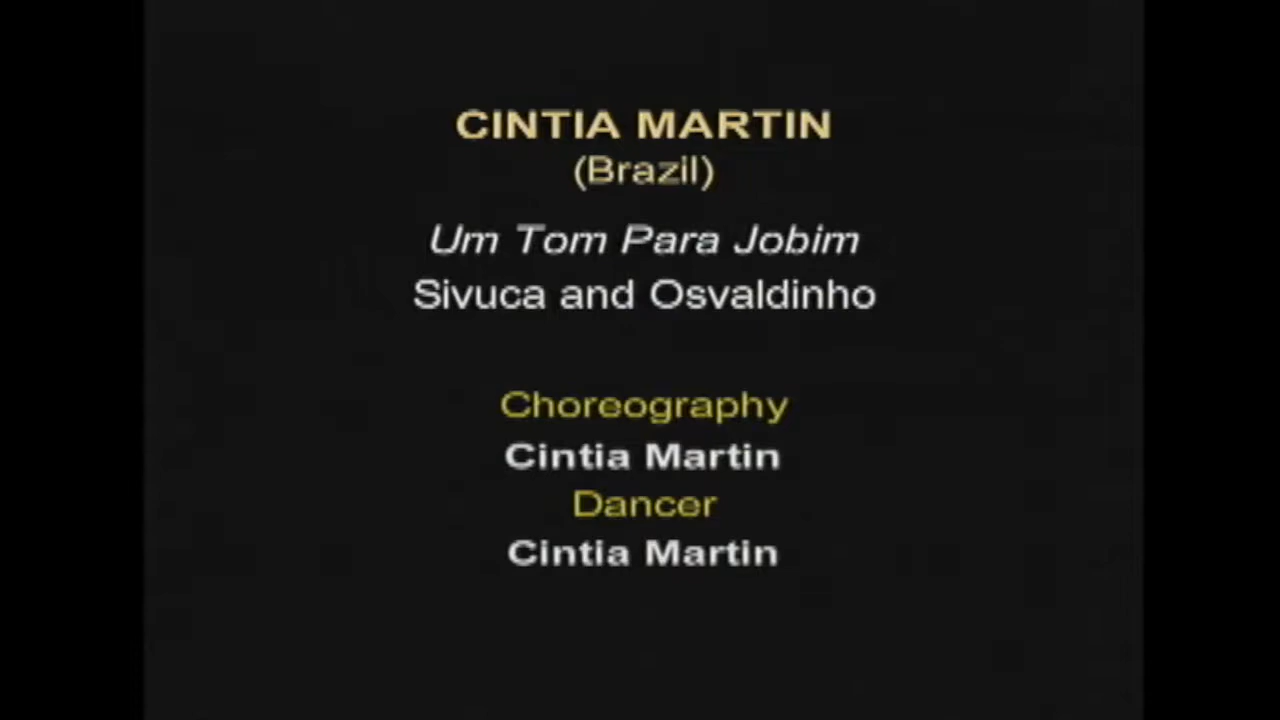 CINTIA MARTIN
(Brazil)
Um Tom Para Jobim
Sivuca and Osvaldinho
Choreography
Cintia Martin
Dancer
Cintia Martin